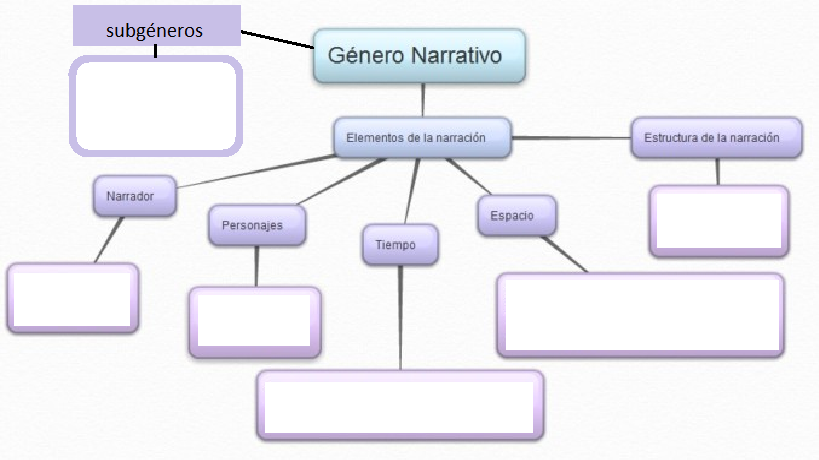 subgéneros
Género Narrativo
Elementos de la narración
Estructura de la narración
Narrador
Personajes
Tiempo
Espacio